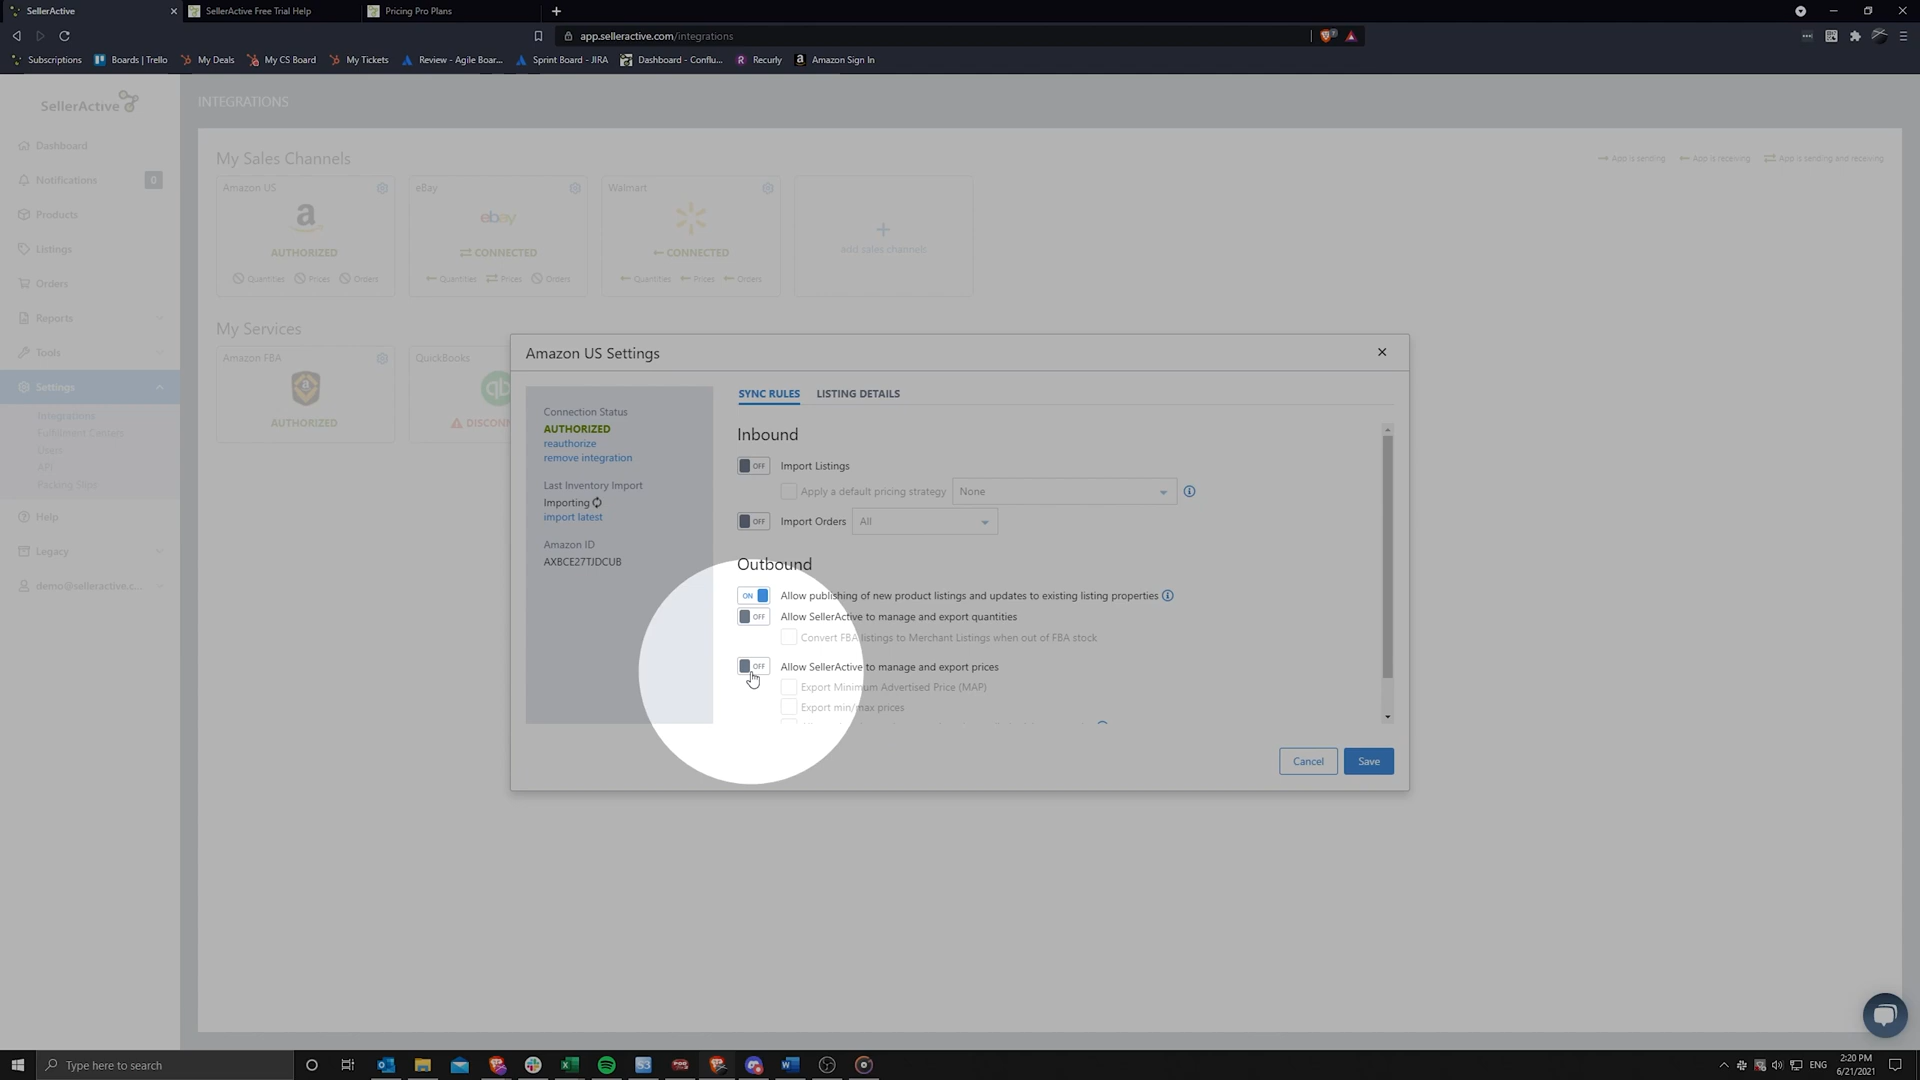 SellerActive
SellerActive Free Trial Help
Pricing Pro Plans
app.selleractive.com/integrations
Subscriptions
Boards | Trello
My Deals
My CS Board
My Tickets
Review - Agile Boar...
Sprint Board - JIRA
Dashboard - Conflu...
Recurly
Amazon Sign In
SellerActive
Dashboard
Notifications 0
Products
Listings
Orders
Reports
Tools
Settings
Integrations
Fulfillment Centers
Users
API
Packing Slips
Help
Legacy
demo@selleractive.c...
INTEGRATIONS
My Sales Channels
App is sending
App is receiving
App is sending and receiving
Amazon US
AUTHORIZED
Quantities Prices Orders
eBay
ebay
CONNECTED
Quantities Prices Orders
Walmart
CONNECTED
Quantities Prices Orders
+
add sales channels
My Services
Amazon FBA
AUTHORIZED
QuickBooks
qb
DISCONN
Amazon US Settings
Connection Status
AUTHORIZED
reauthorize
remove integration
Last Inventory Import
Importing
import latest
Amazon ID
AXBCE27TJDCUB
SYNC RULES LISTING DETAILS
Inbound
OFF Import Listings
Apply a default pricing strategy None
OFF Import Orders All
Outbound
ON Allow publishing of new product listings and updates to existing listing properties
OFF Allow SellerActive to manage and export quantities
Convert FBA listings to Merchant Listings when out of FBA stock
OFF Allow SellerActive to manage and export prices
Export Minimum Advertised Price (MAP)
Export min/max prices
Cancel Save
Type here to search
ENG
2:20 PM
6/21/2021